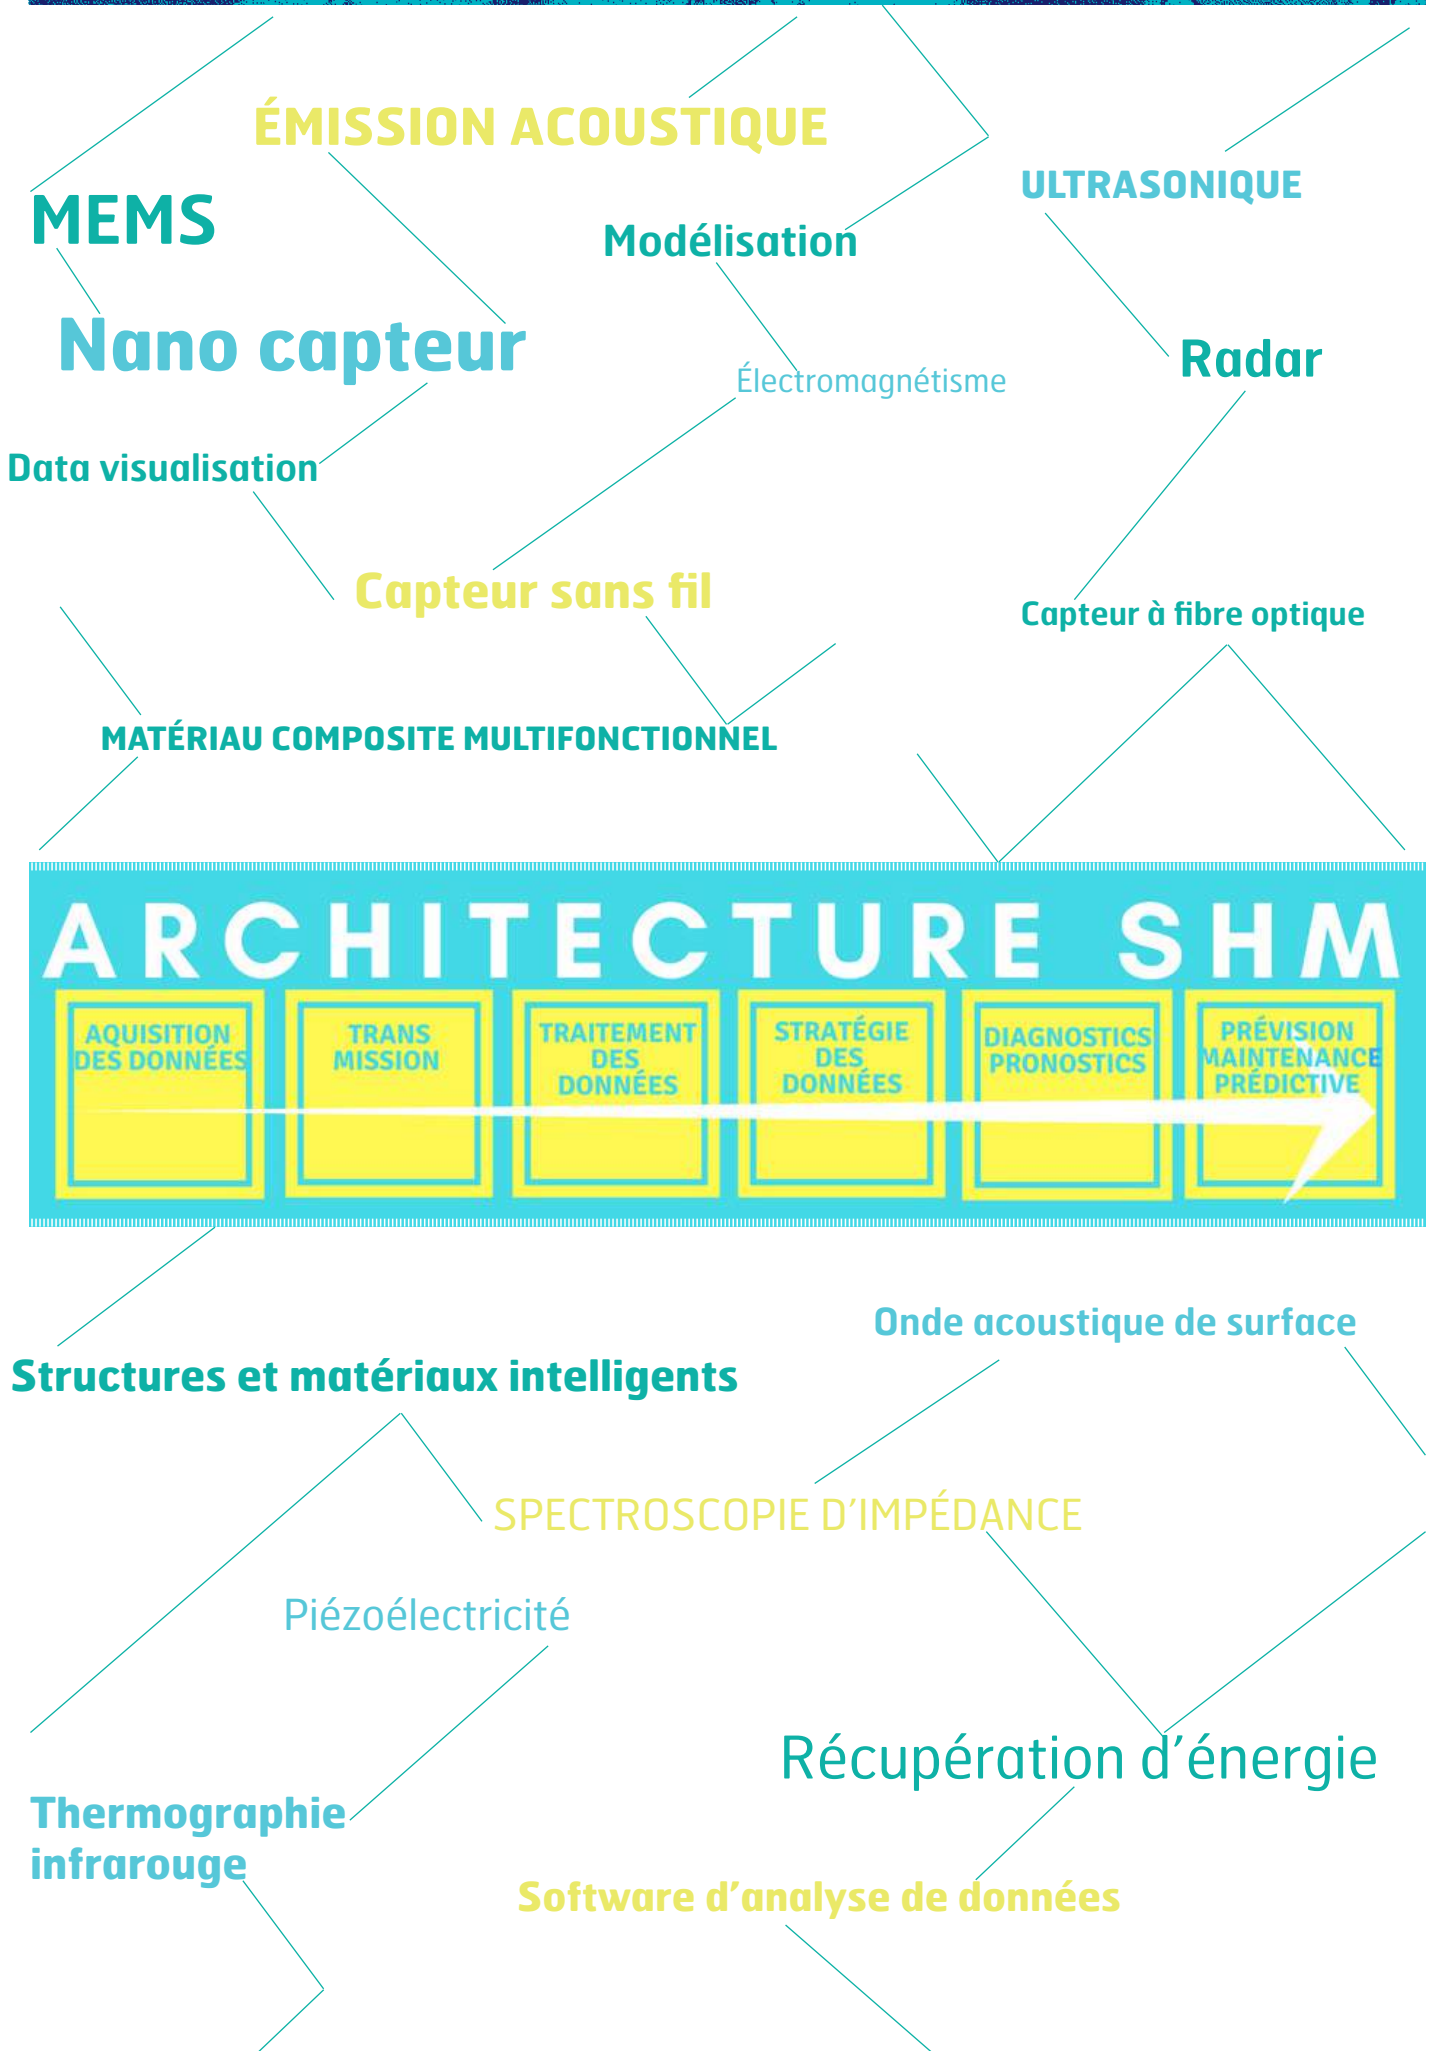 ÉMISSION ACOUSTIQUE
ULTRASONIQUE
MEMS
Modélisation
Nano capteur
Radar
Électromagnétisme
Data visualisation
Capteur sans fil
Capteur à fibre optique
MATÉRIAU COMPOSITE MULTIFONCTIONNEL
ARCHITECTURE SHM
AQUISITION
DES DONNÉES
TRANS
MISSION
TRAITEMENT
DES
DONNÉES
STRATÉGIE
DES
DONNÉES
DIAGNOSTICS
PRONOSTICS
PRÉVISION
MAINTENANCE
PRÉDICTIVE
Onde acoustique de surface
Structures et matériaux intelligents
SPECTROSCOPIE D’IMPÉDANCE
Piézoélectricité
Récupération d’énergie
Thermographie
infrarouge
Software d’analyse de données